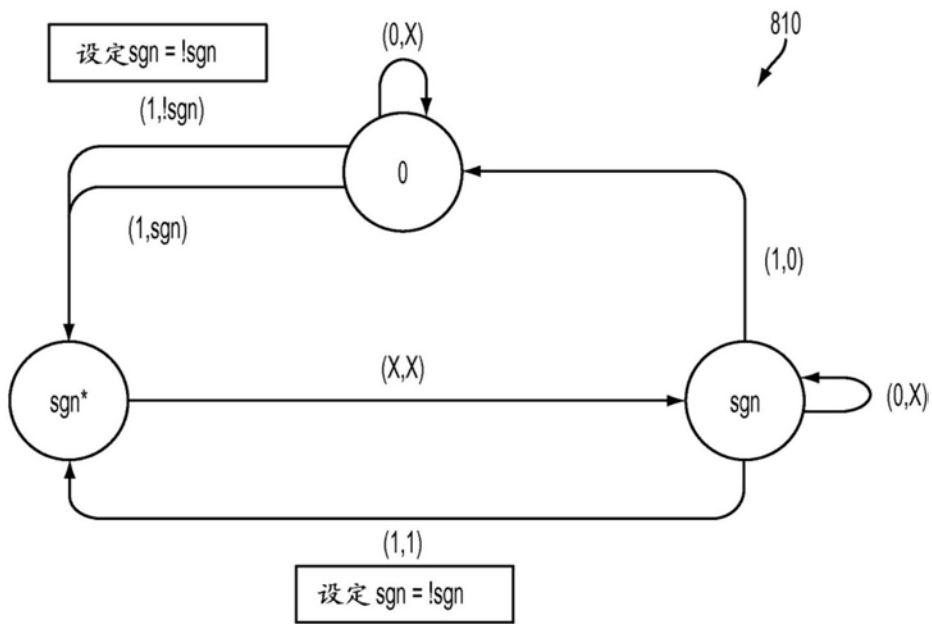 810
设定sgn = !sgn
(0,X)
(1,!sgn)
0
(1,sgn)
(1,0)
sgn*
(X,X)
sgn
(0,X)
(1,1)
设定 sgn = !sgn